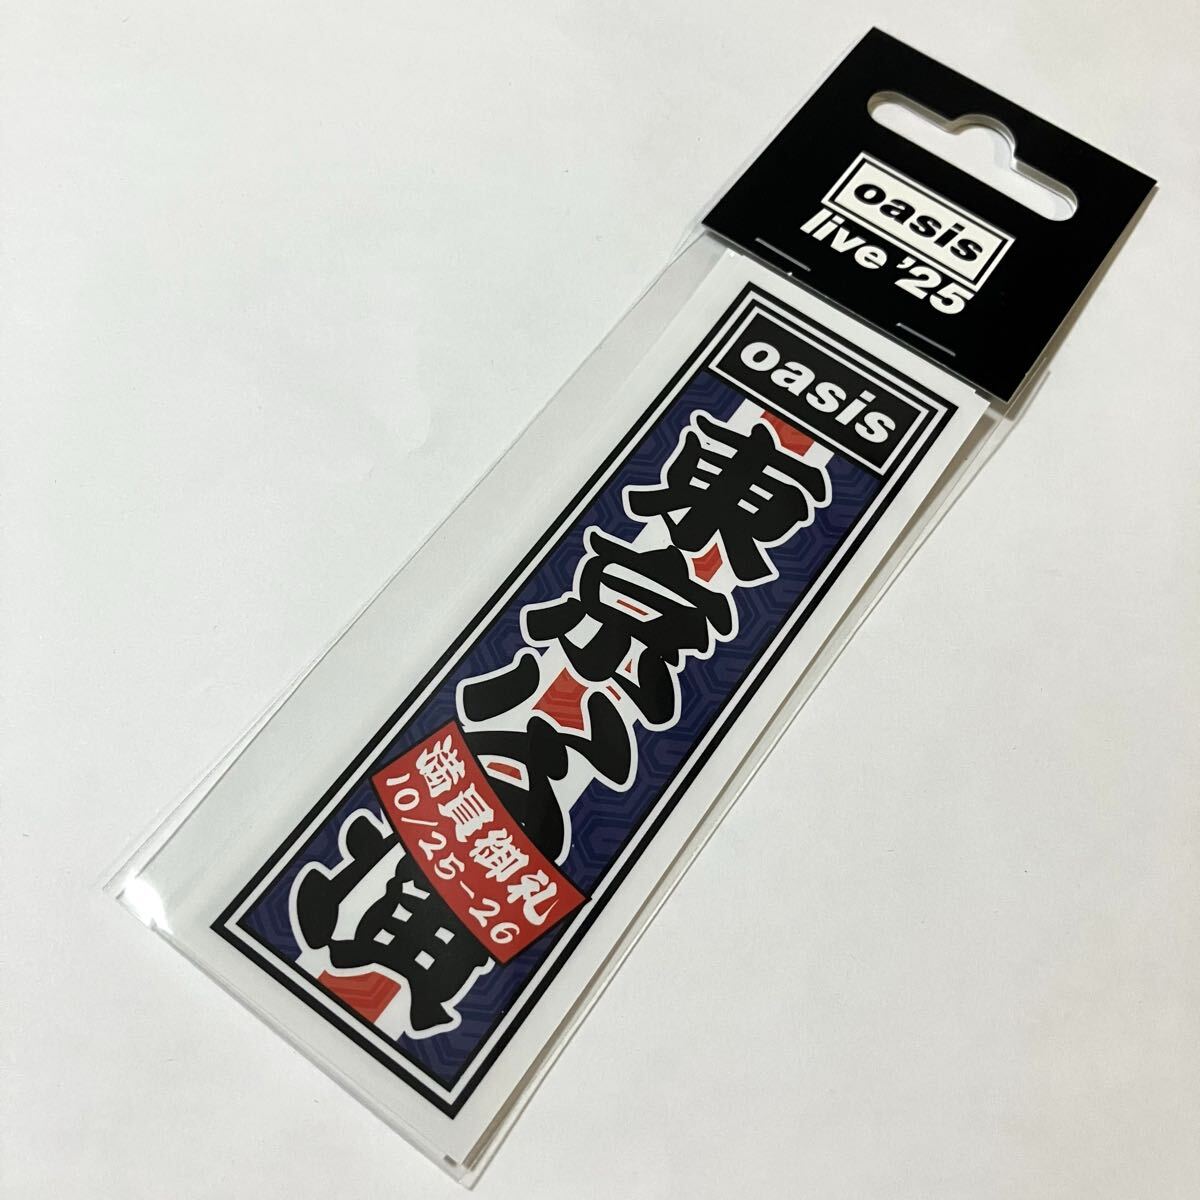 oasis
live '25
oasis
東京公演
満員御礼
10/25-26